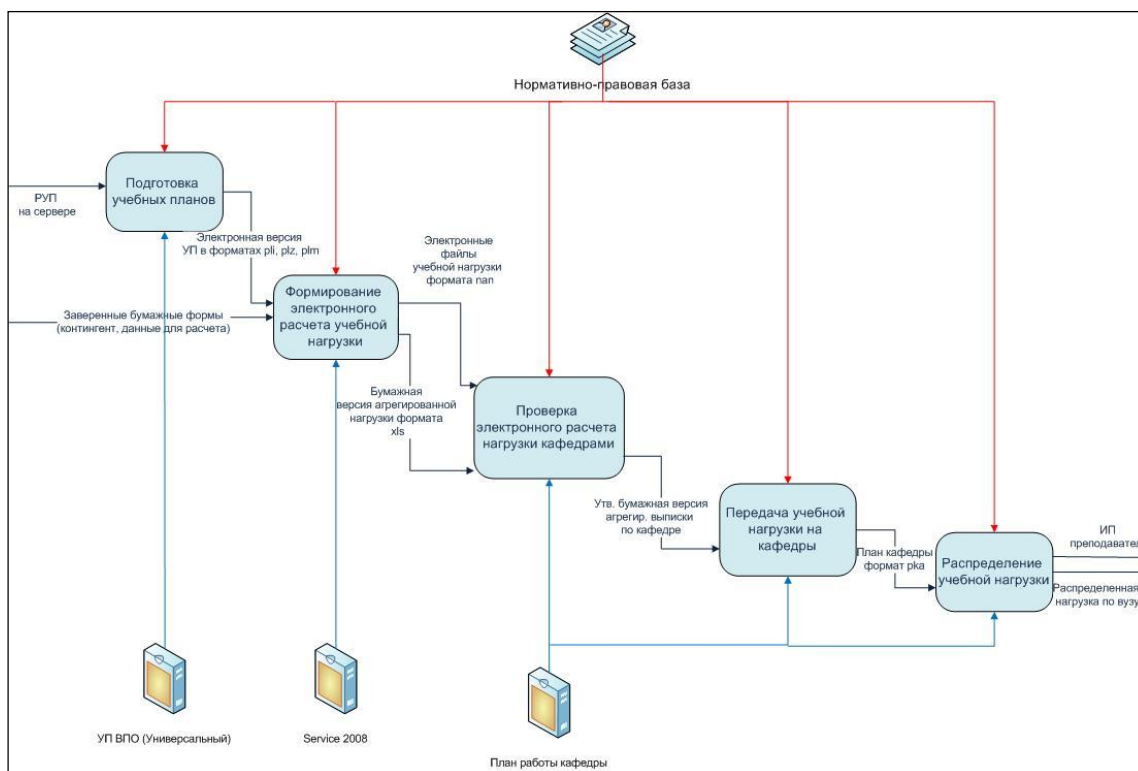 Нормативно-правовая база
Подготовка
учебных планов
РУП
на сервере
Электронная версия
УП в форматах pli, plz, plm
Электронные
файлы
учебной нагрузки
формата nan
Формирование
электронного
расчета учебной
нагрузки
Заверенные бумажные формы
(контингент, данные для расчета)
Бумажная
версия агрегированной
нагрузки формата
xls
Проверка
электронного расчета
нагрузки кафедрами
Утв. бумажная версия
агрегир. выписки
по кафедре
Передача учебной
нагрузки на
кафедры
План кафедры
формат pka
Распределение
учебной нагрузки
ИП
преподавател
Распределенная
нагрузка по вузу
УП ВПО (Универсальный)
Service 2008
План работы кафедры